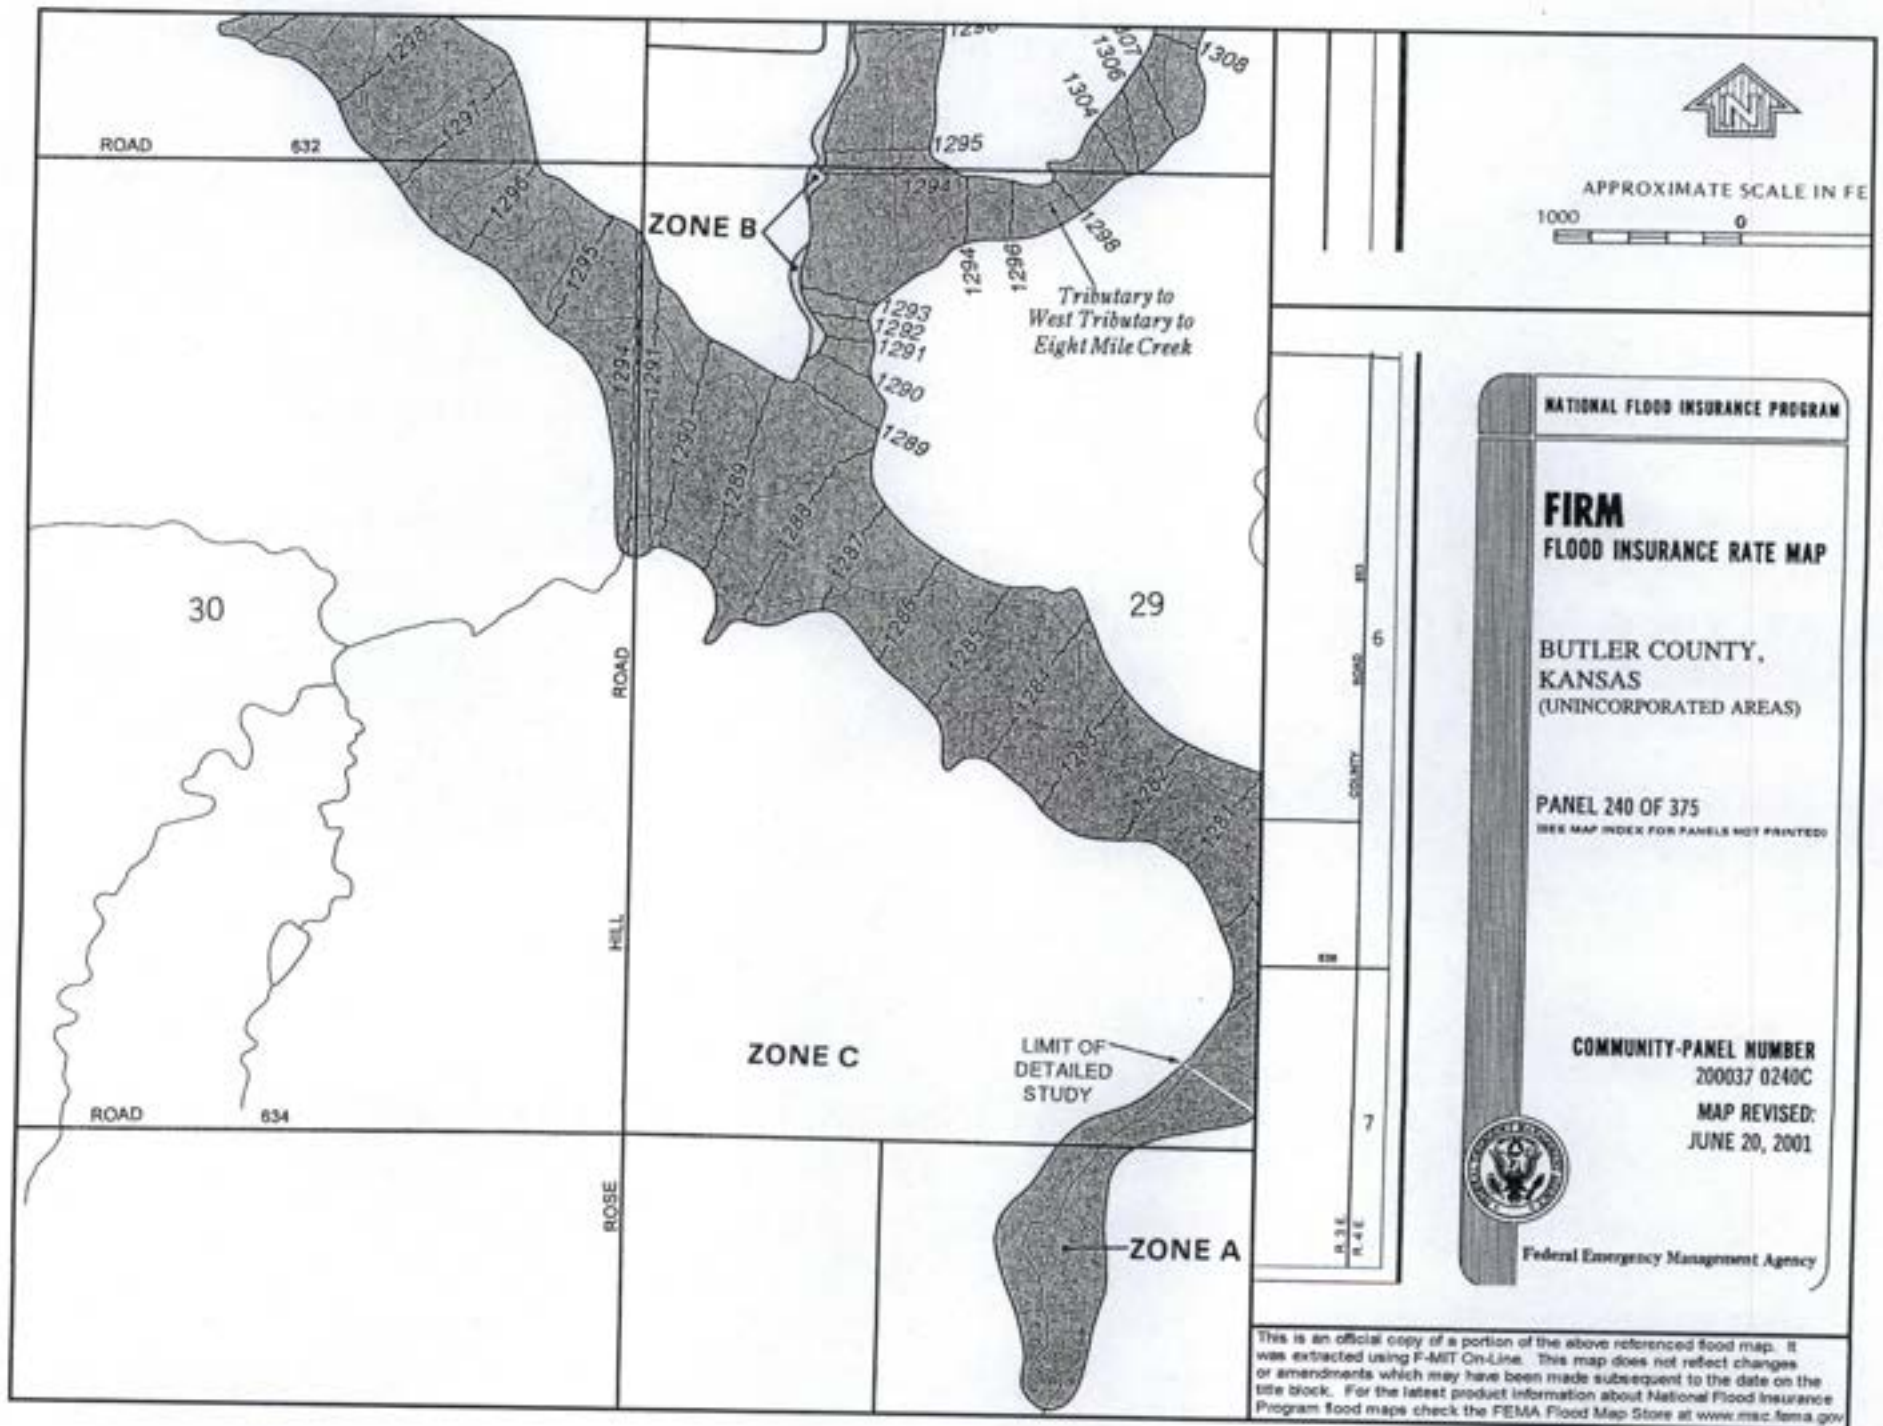 1298
1297
1296
1295
1294
1291
1290
1289
1288
1287
1286
1285
1284
1282
1281
ROAD 632
ZONE B
1295
1294
1294
1296
1298
1304
1306
1308
1293
1292
1291
1290
1289
Tributary to
West Tributary to
Eight Mile Creek
30
29
ROAD
HILL
ROSE
ZONE C
LIMIT OF
DETAILED
STUDY
ROAD 634
ZONE A
N
APPROXIMATE SCALE IN FE
1000 0
COUNTY ROAD
6
7
R. 3 E.
R. 4 E.
NATIONAL FLOOD INSURANCE PROGRAM
FIRM
FLOOD INSURANCE RATE MAP
BUTLER COUNTY,
KANSAS
(UNINCORPORATED AREAS)
PANEL 240 OF 375
(SEE MAP INDEX FOR PANELS NOT PRINTED)
COMMUNITY-PANEL NUMBER
200037 0240C
MAP REVISED:
JUNE 20, 2001
Federal Emergency Management Agency
This is an official copy of a portion of the above referenced flood map. It
was extracted using F-MIT On-Line. This map does not reflect changes
or amendments which may have been made subsequent to the date on the
title block. For the latest product information about National Flood Insurance
Program flood maps check the FEMA Flood Map Store at www.msc.fema.gov